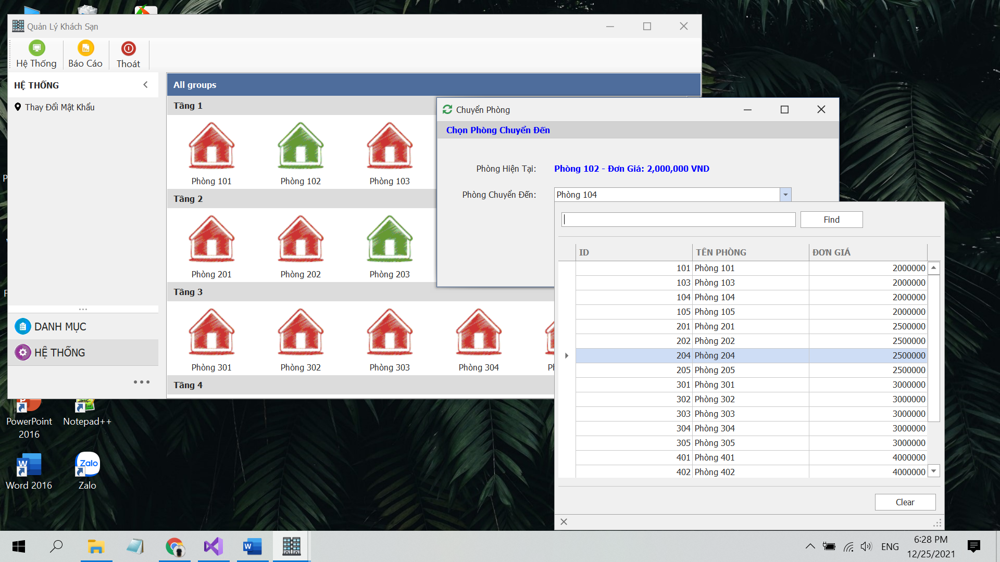 Quản Lý Khách Sạn
Hệ Thống
Báo Cáo
Thoát
HỆ THỐNG
Thay Đổi Mật Khẩu
DANH MỤC
HỆ THỐNG
All groups
Tầng 1
Phòng 101
Phòng 102
Phòng 103
Tầng 2
Phòng 201
Phòng 202
Phòng 203
Tầng 3
Phòng 301
Phòng 302
Phòng 303
Phòng 304
Tầng 4
Chuyển Phòng
Chọn Phòng Chuyển Đến
Phòng Hiện Tại: Phòng 102 - Đơn Giá: 2,000,000 VND
Phòng Chuyển Đến: Phòng 104
Find
ID TÊN PHÒNG ĐƠN GIÁ
101 Phòng 101 2000000
103 Phòng 103 2000000
104 Phòng 104 2000000
105 Phòng 105 2000000
201 Phòng 201 2500000
202 Phòng 202 2500000
204 Phòng 204 2500000
205 Phòng 205 2500000
301 Phòng 301 3000000
302 Phòng 302 3000000
303 Phòng 303 3000000
304 Phòng 304 3000000
305 Phòng 305 3000000
401 Phòng 401 4000000
402 Phòng 402 4000000
Clear
PowerPoint
2016
Notepad++
W
Word 2016
Zalo
Zalo
W
ENG
6:28 PM
12/25/2021